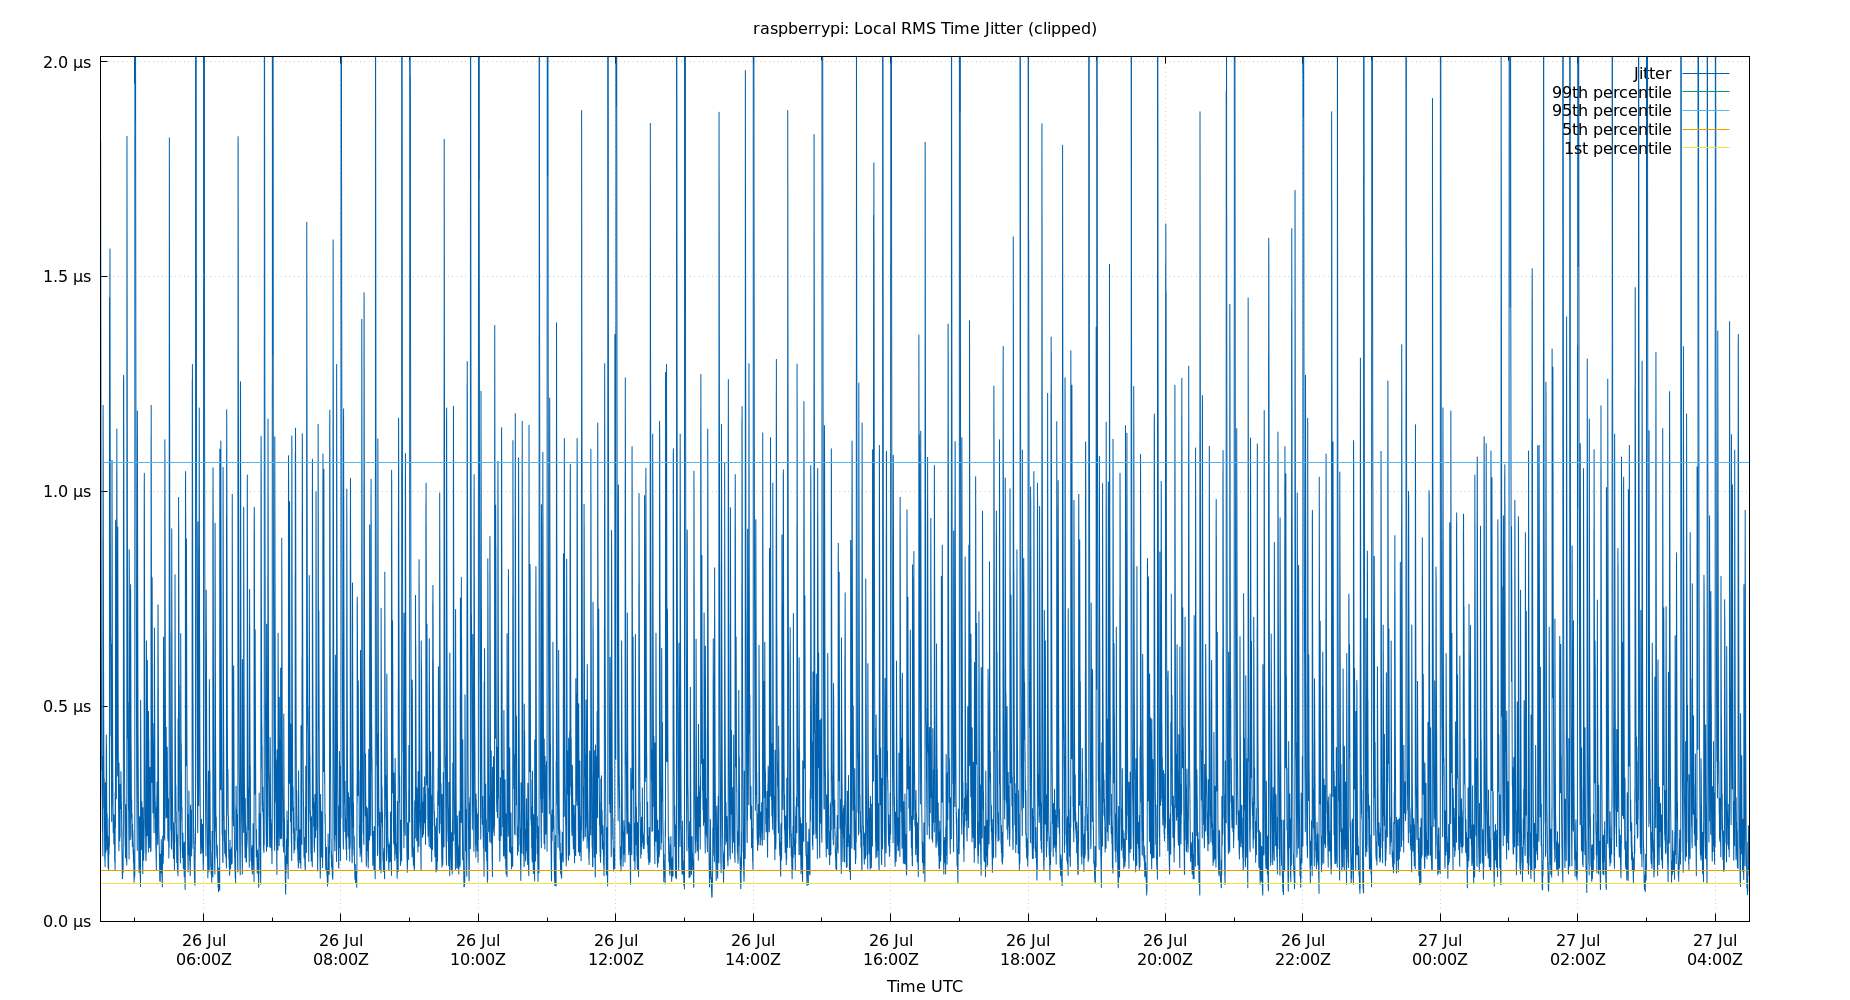 raspberrypi: Local RMS Time Jitter (clipped)
2.0 µs
1.5 µs
1.0 µs
0.5 µs
0.0 µs
Jitter
99th percentile
95th percentile
5th percentile
1st percentile
26 Jul 26 Jul 26 Jul 26 Jul 26 Jul 26 Jul 26 Jul 26 Jul 26 Jul 27 Jul 27 Jul 27 Jul
06:00Z 08:00Z 10:00Z 12:00Z 14:00Z 16:00Z 18:00Z 20:00Z 22:00Z 00:00Z 02:00Z 04:00Z
Time UTC